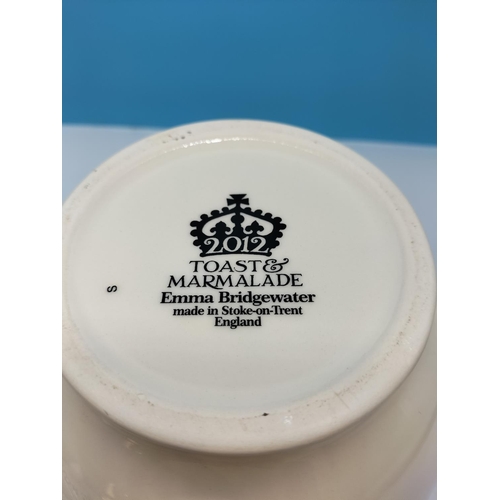 2012
TOAST &
MARMALADE
Emma Bridgewater
made in Stoke-on-Trent
England
S